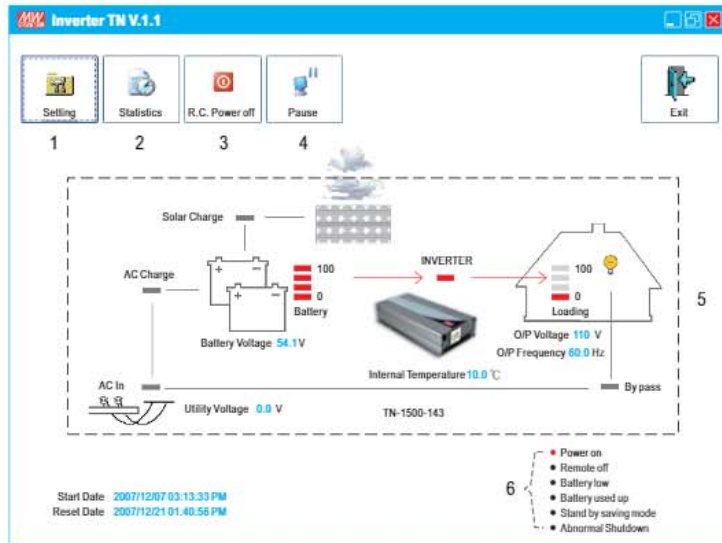 MW Inverter TN V.1.1
Setting
Statistics
R.C. Power off
Pause
Exit
1
2
3
4
Solar Charge
AC Charge
INVERTER
100
0
Battery
100
0
Loading
5
Battery Voltage 54.1V
O/P Voltage 110 V
O/P Frequency 60.0 Hz
Internal Temperature 10.0 °C
AC In
By pass
Utility Voltage 0.0 V
TN-1500-143
6
Power on
Remote off
Battery low
Battery used up
Stand by saving mode
Abnormal Shutdown
Start Date 2007/12/07 03:13:33 PM
Reset Date 2007/12/21 01:40:56 PM